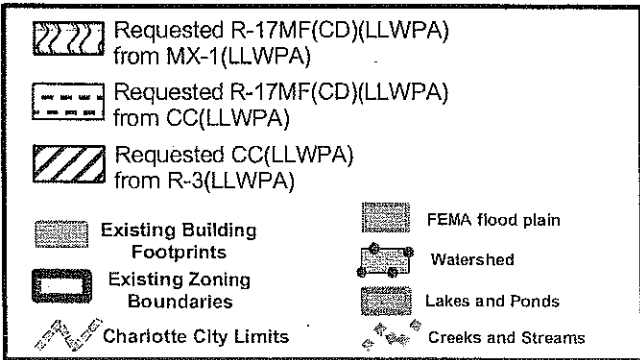 Requested R-17MF(CD)(LLWPA)
from MX-1(LLWPA)
Requested R-17MF(CD)(LLWPA)
from CC(LLWPA)
Requested CC(LLWPA)
from R-3(LLWPA)
Existing Building
Footprints
Existing Zoning
Boundaries
Charlotte City Limits
FEMA flood plain
Watershed
Lakes and Ponds
Creeks and Streams